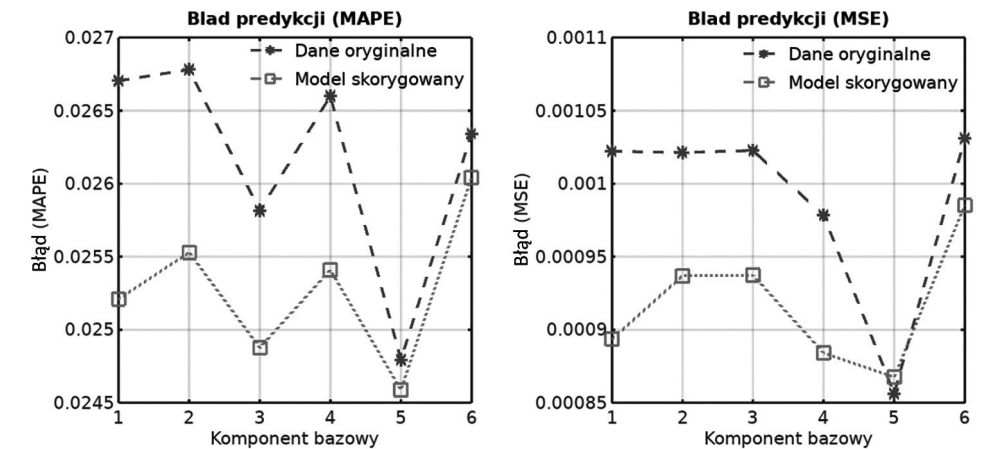 Blad predykcji (MAPE)
0.027
0.0265
0.026
0.0255
0.025
0.0245
1 2 3 4 5 6
Błąd (MAPE)
Komponent bazowy
Dane oryginalne
Model skorygowany
Blad predykcji (MSE)
0.0011
0.00105
0.001
0.00095
0.0009
0.00085
1 2 3 4 5 6
Błąd (MSE)
Komponent bazowy
Dane oryginalne
Model skorygowany